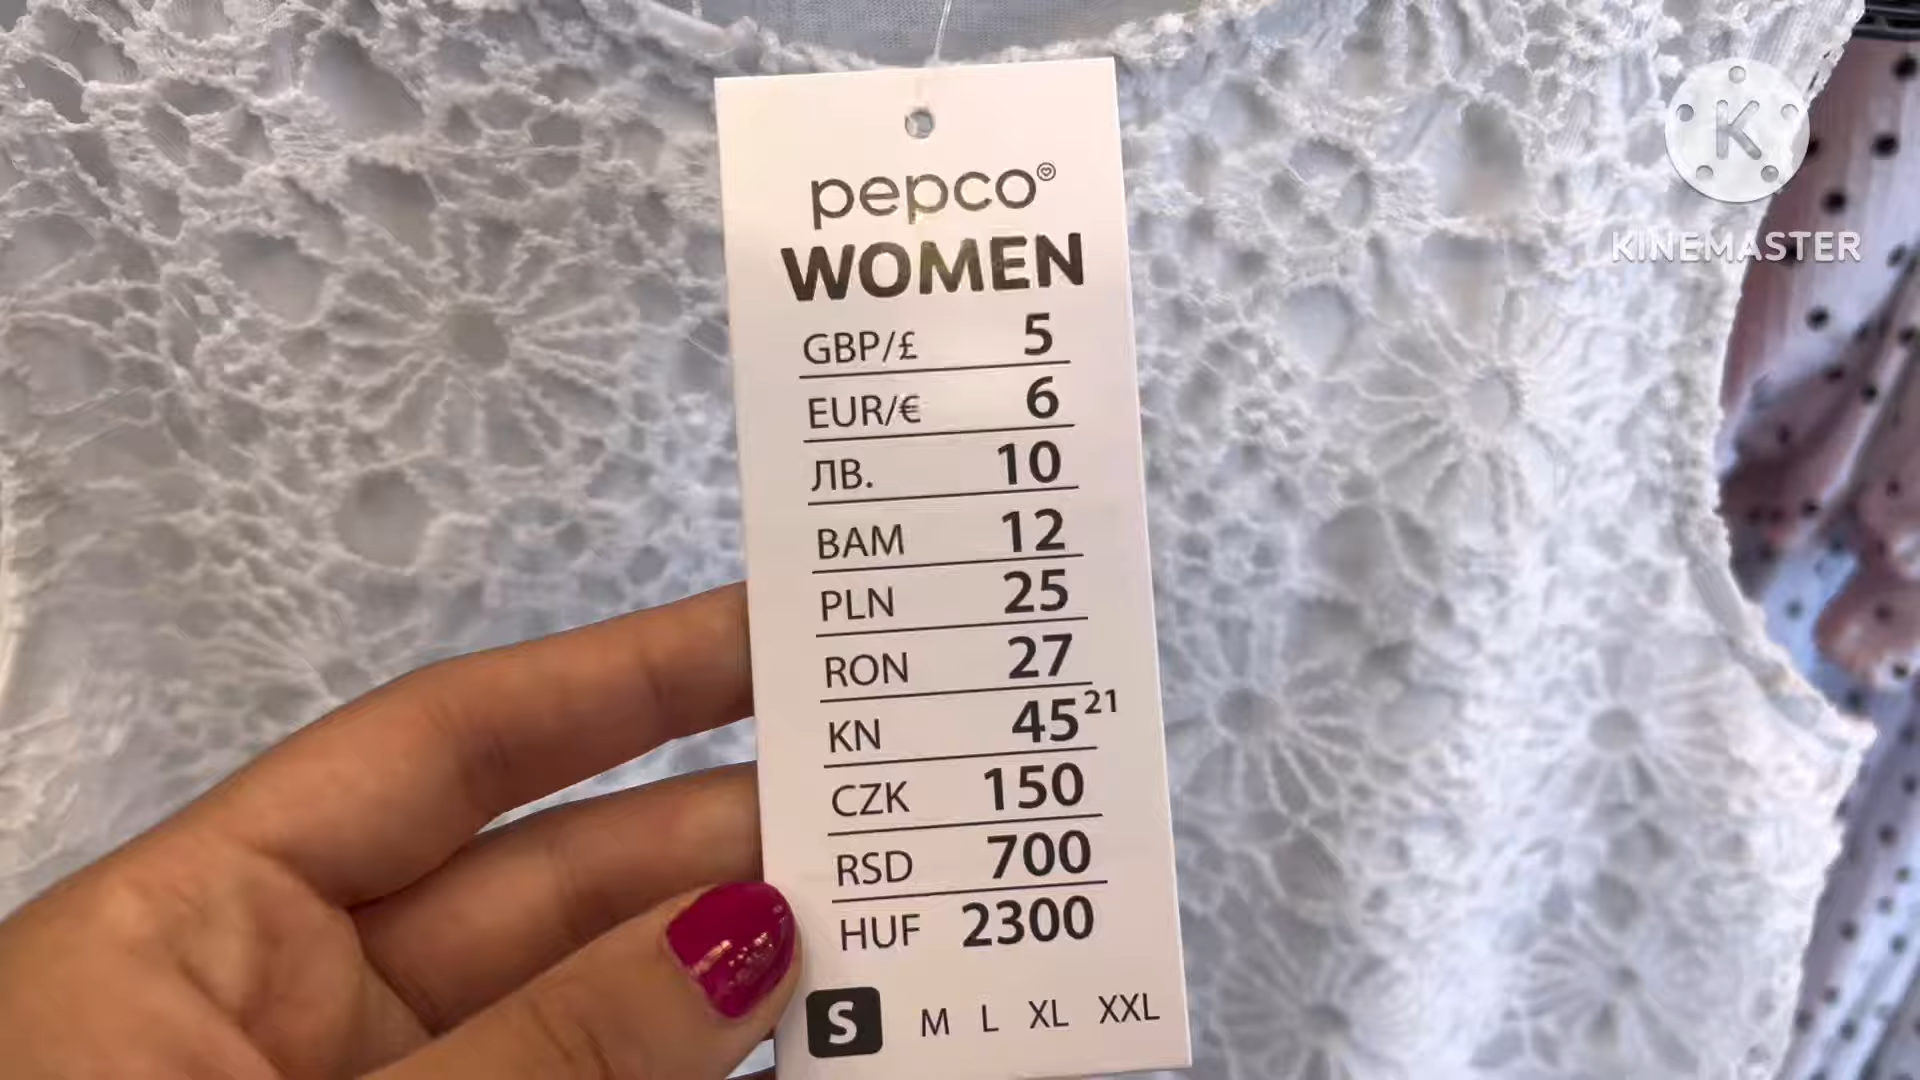 pepco
WOMEN
GBP/£ 5
EUR/€ 6
ЛВ. 10
BAM 12
PLN 25
RON 27
KN 45²¹
CZK 150
RSD 700
HUF 2300
S M L XL XXL
K
KINEMASTER